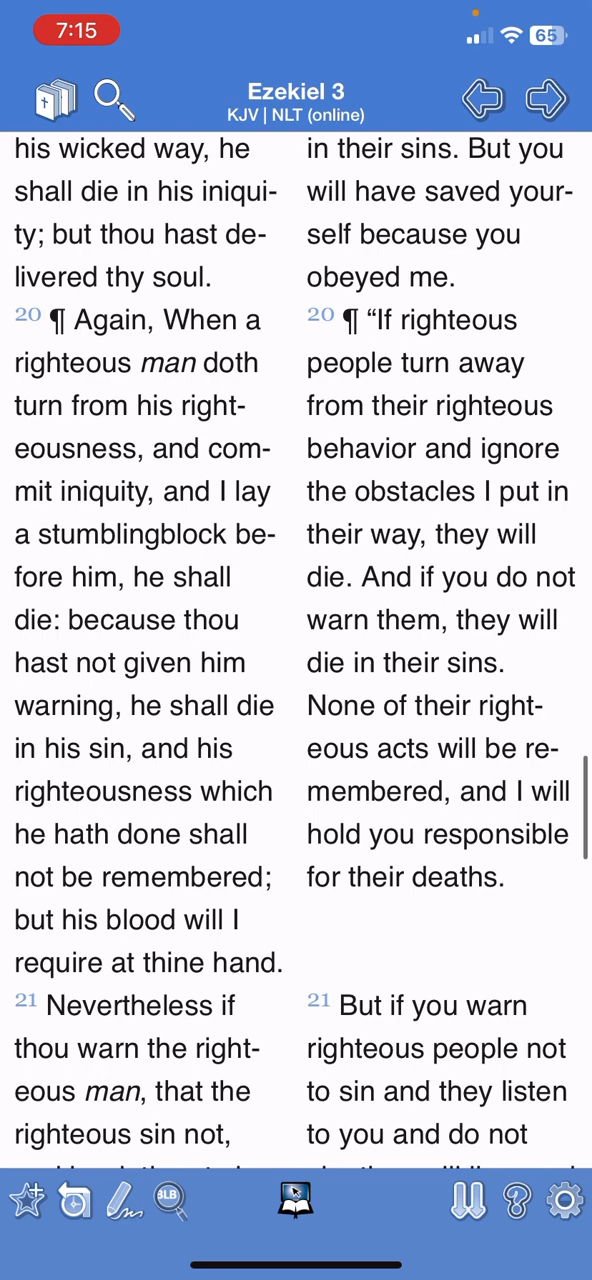 7:15
65
Ezekiel 3
KJV | NLT (online)
his wicked way, he
shall die in his iniqui-
ty; but thou hast de-
livered thy soul.
20 ¶ Again, When a
righteous man doth
turn from his right-
eousness, and com-
mit iniquity, and I lay
a stumblingblock be-
fore him, he shall
die: because thou
hast not given him
warning, he shall die
in his sin, and his
righteousness which
he hath done shall
not be remembered;
but his blood will I
require at thine hand.
21 Nevertheless if
thou warn the right-
eous man, that the
righteous sin not,
in their sins. But you
will have saved your-
self because you
obeyed me.
20 ¶ “If righteous
people turn away
from their righteous
behavior and ignore
the obstacles I put in
their way, they will
die. And if you do not
warn them, they will
die in their sins.
None of their right-
eous acts will be re-
membered, and I will
hold you responsible
for their deaths.
21 But if you warn
righteous people not
to sin and they listen
to you and do not
BLB